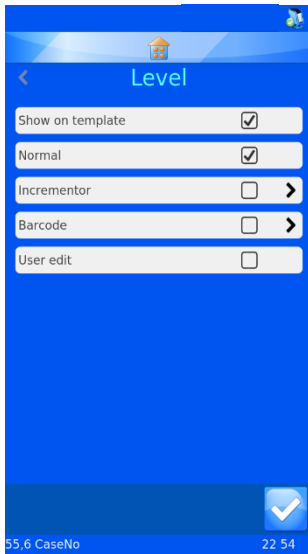 Level
Show on template
Normal
Incrementor
Barcode
User edit
55,6 CaseNo 22 54